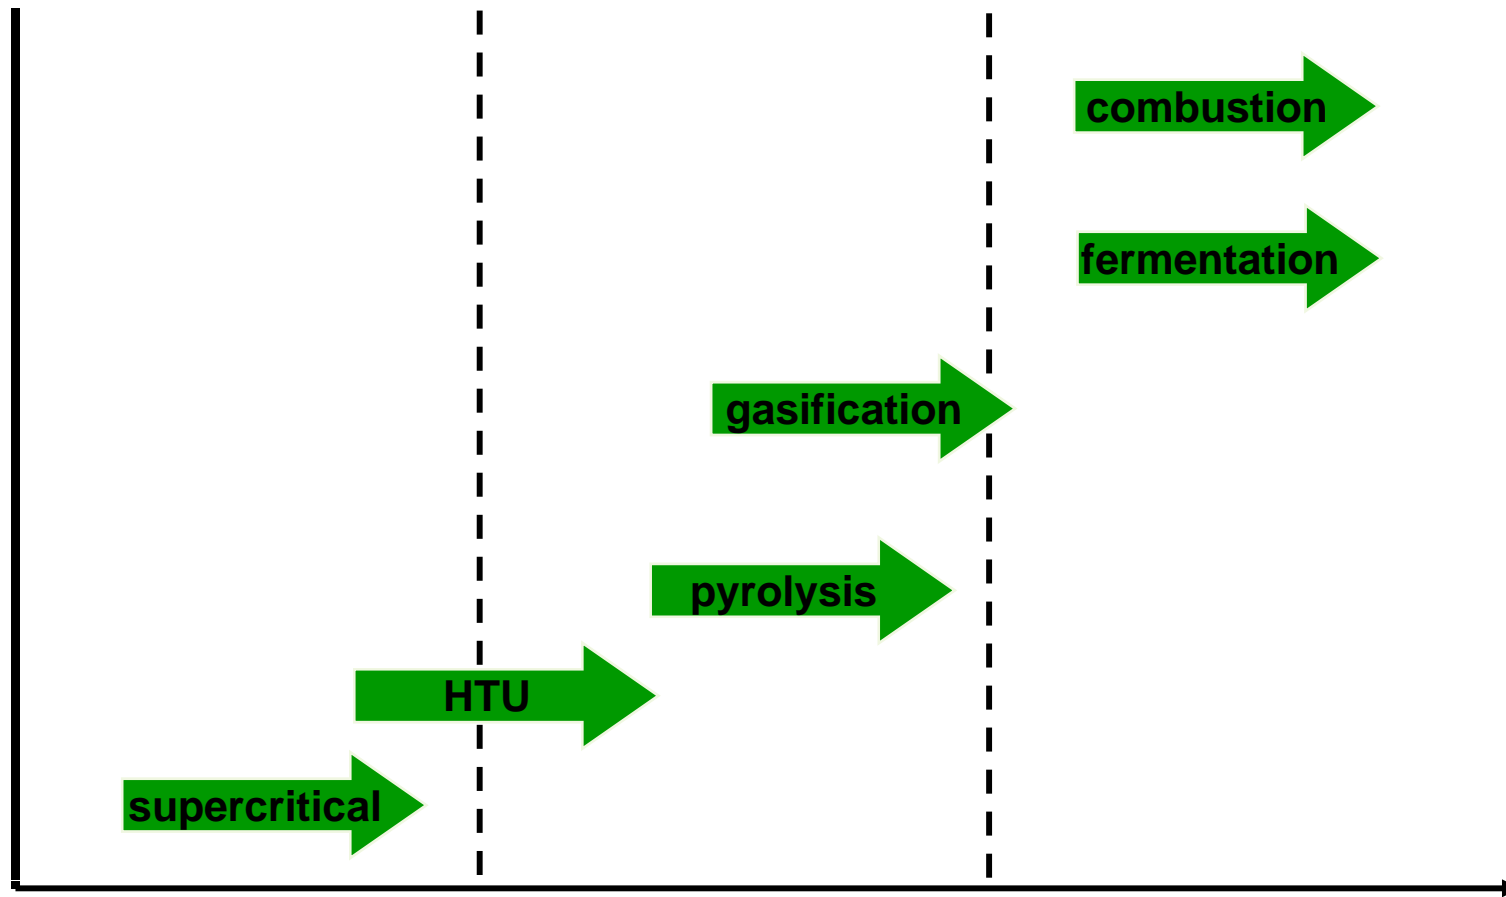 combustion
fermentation
gasification
pyrolysis
HTU
supercritical